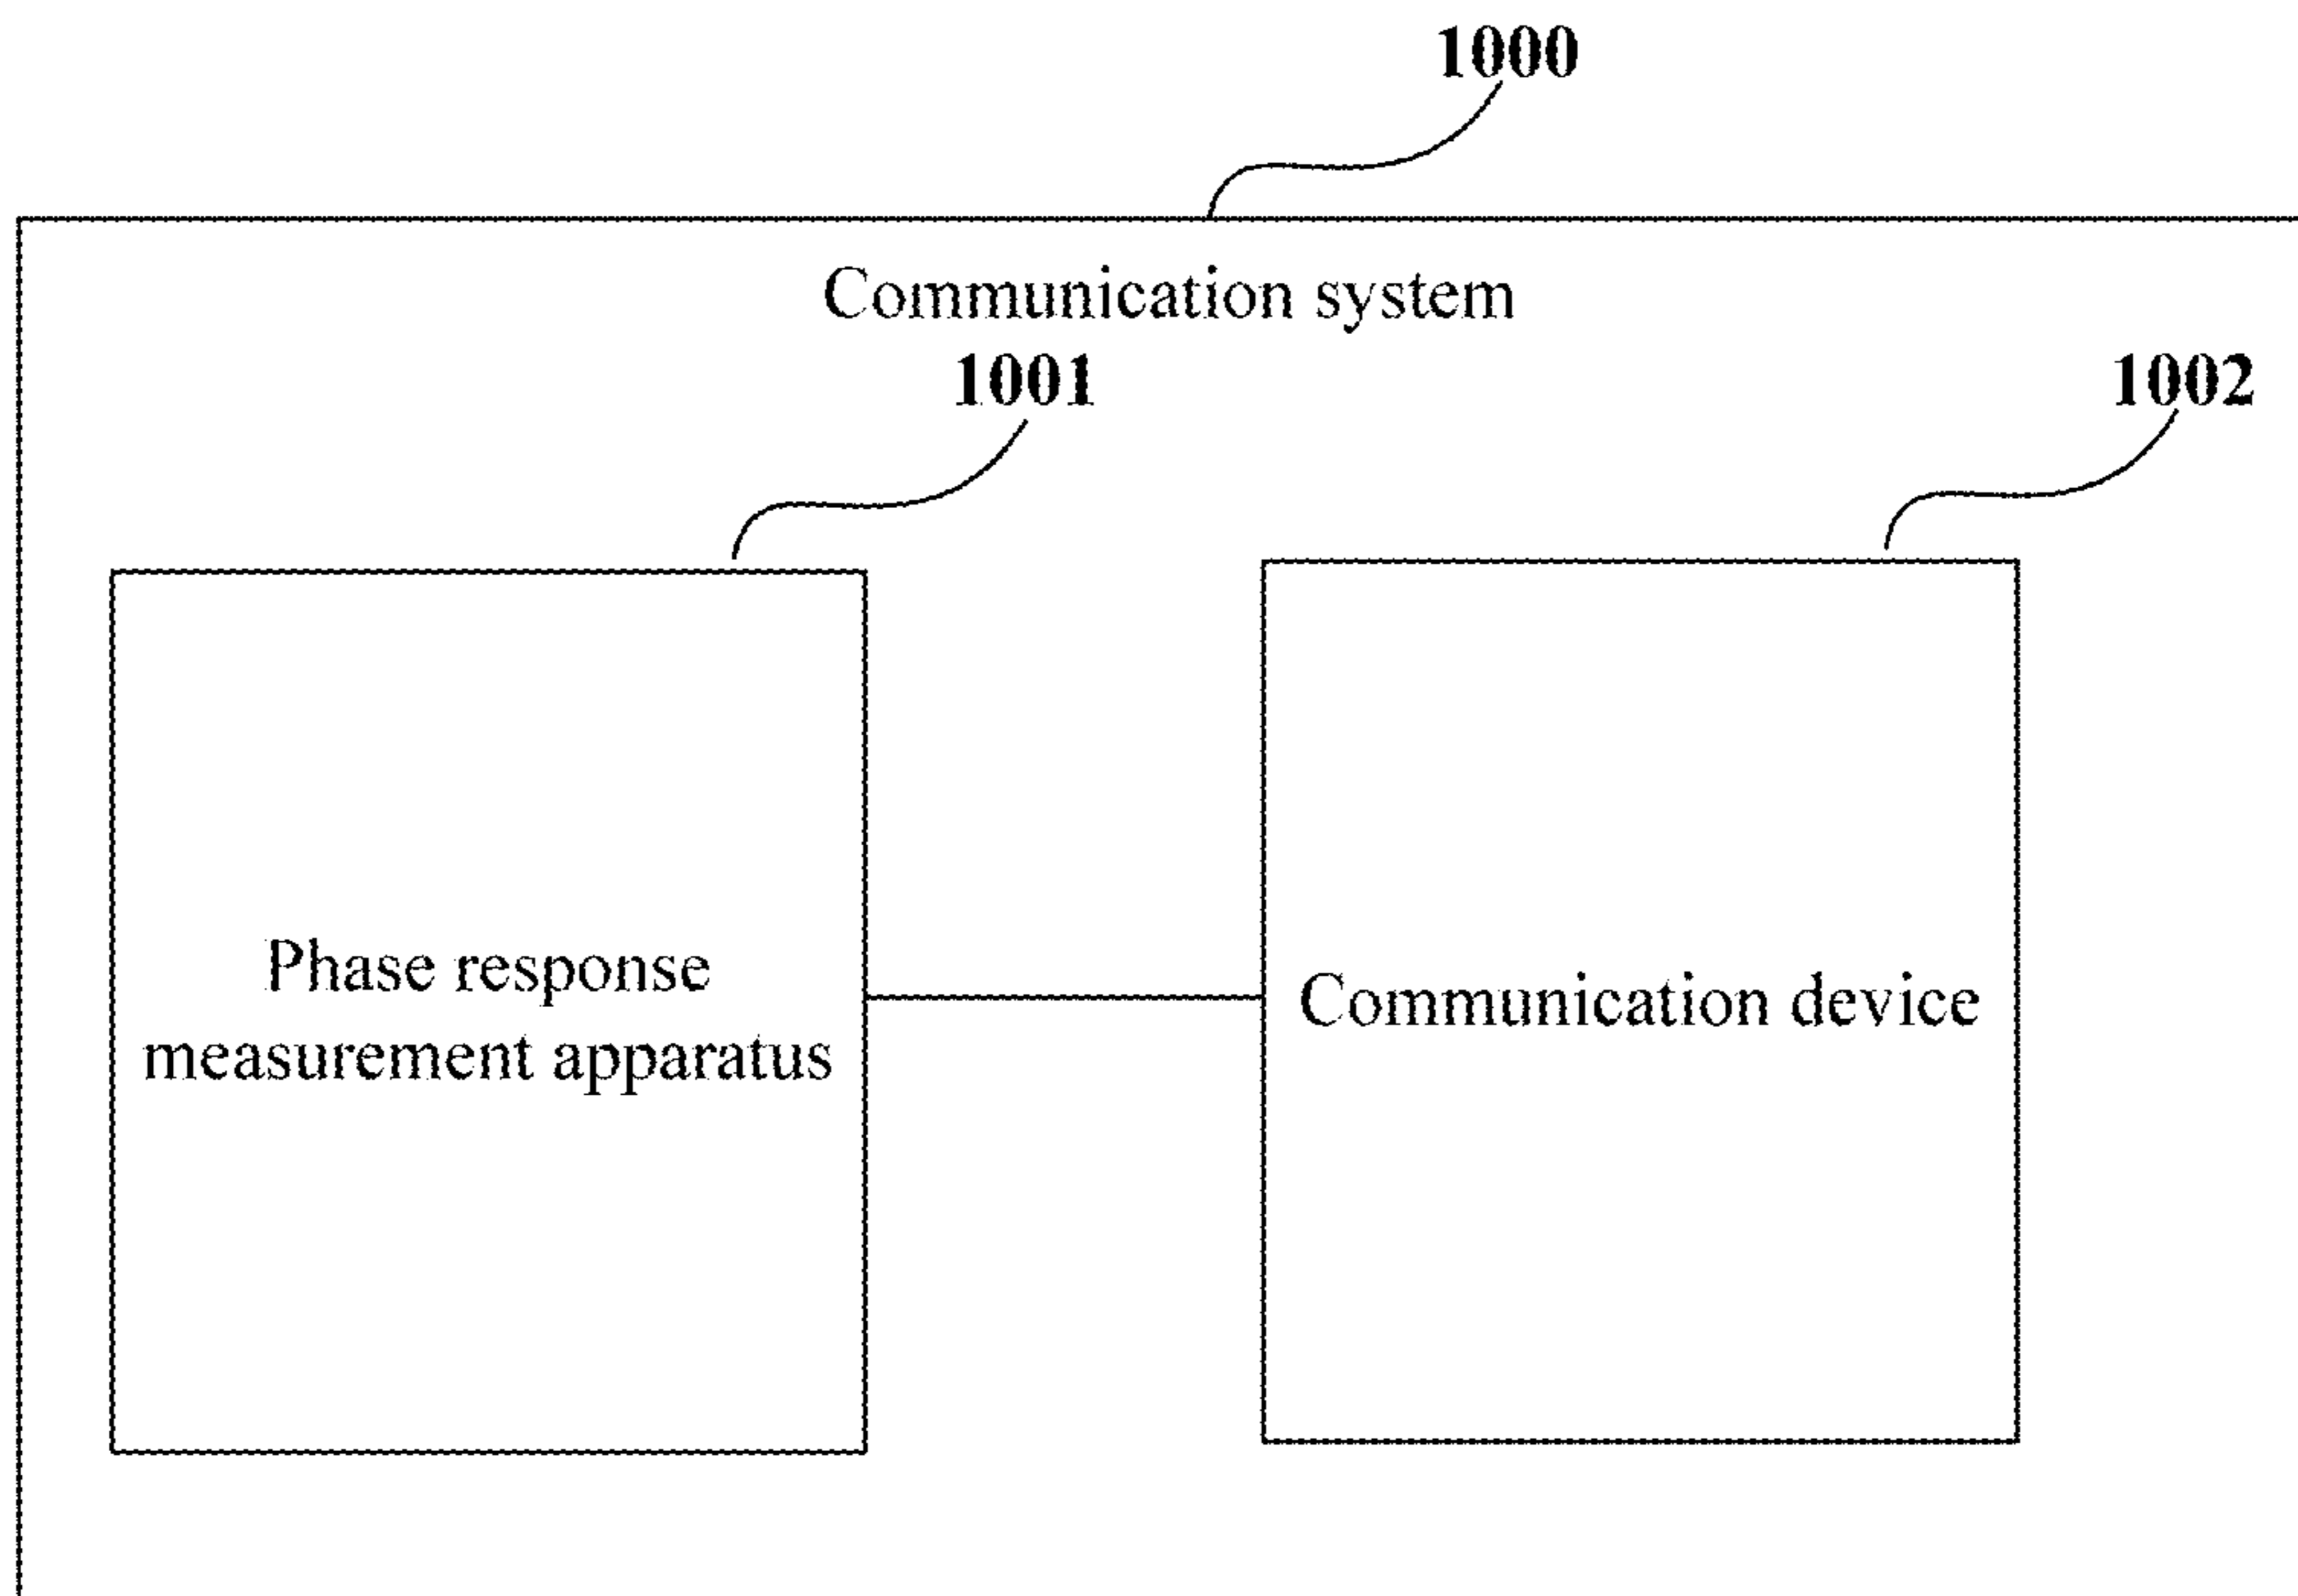 1000
Communication system
1001
1002
Phase response
measurement apparatus
Communication device